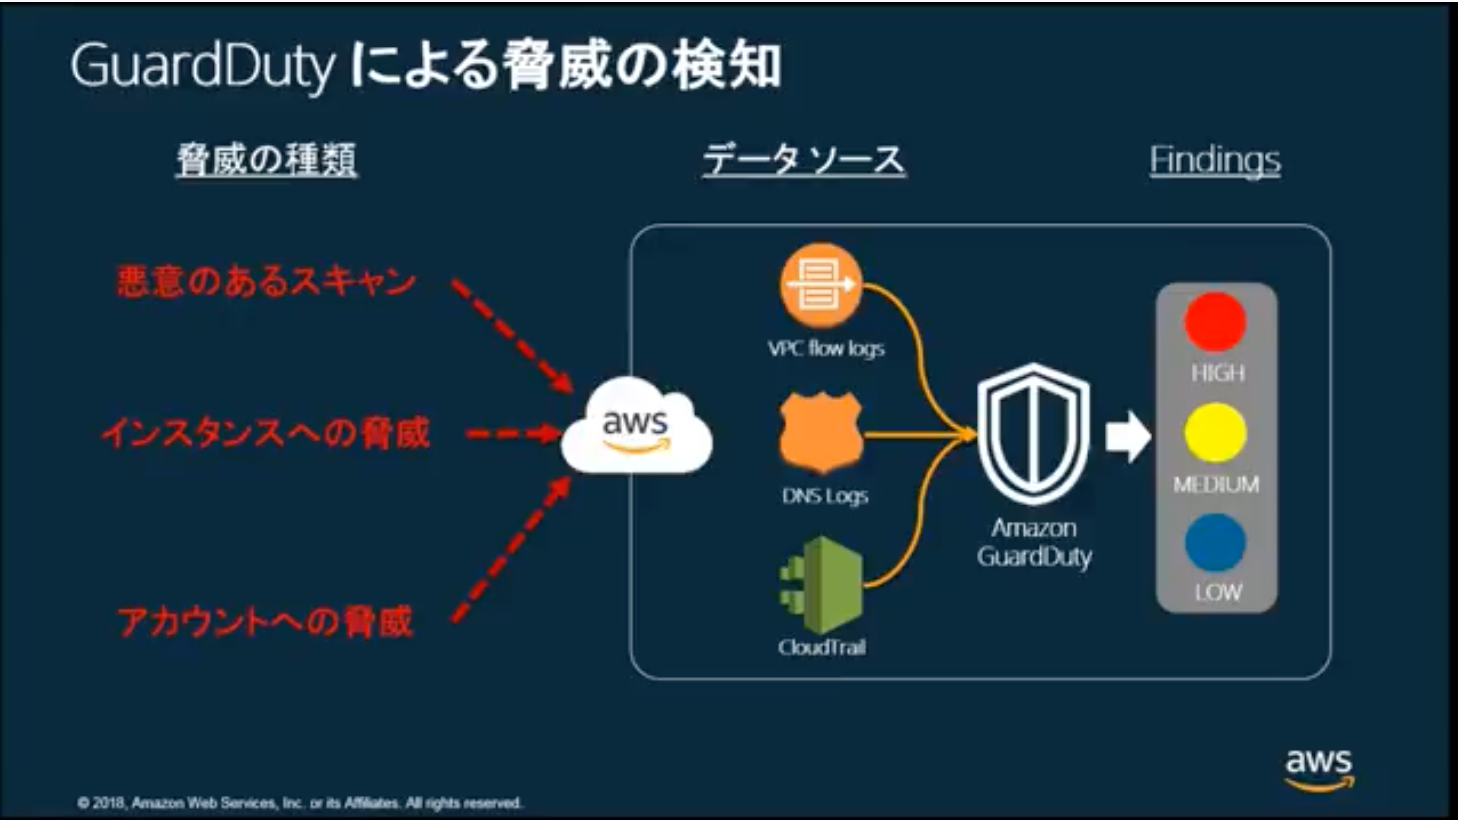 GuardDuty による脅威の検知
脅威の種類
データソース
Findings
悪意のあるスキャン
インスタンスへの脅威
アカウントへの脅威
aws
VPC flow logs
DNS Logs
CloudTrail
Amazon
GuardDuty
HIGH
MEDIUM
LOW
aws
© 2018, Amazon Web Services, Inc. or its Affiliates. All rights reserved.